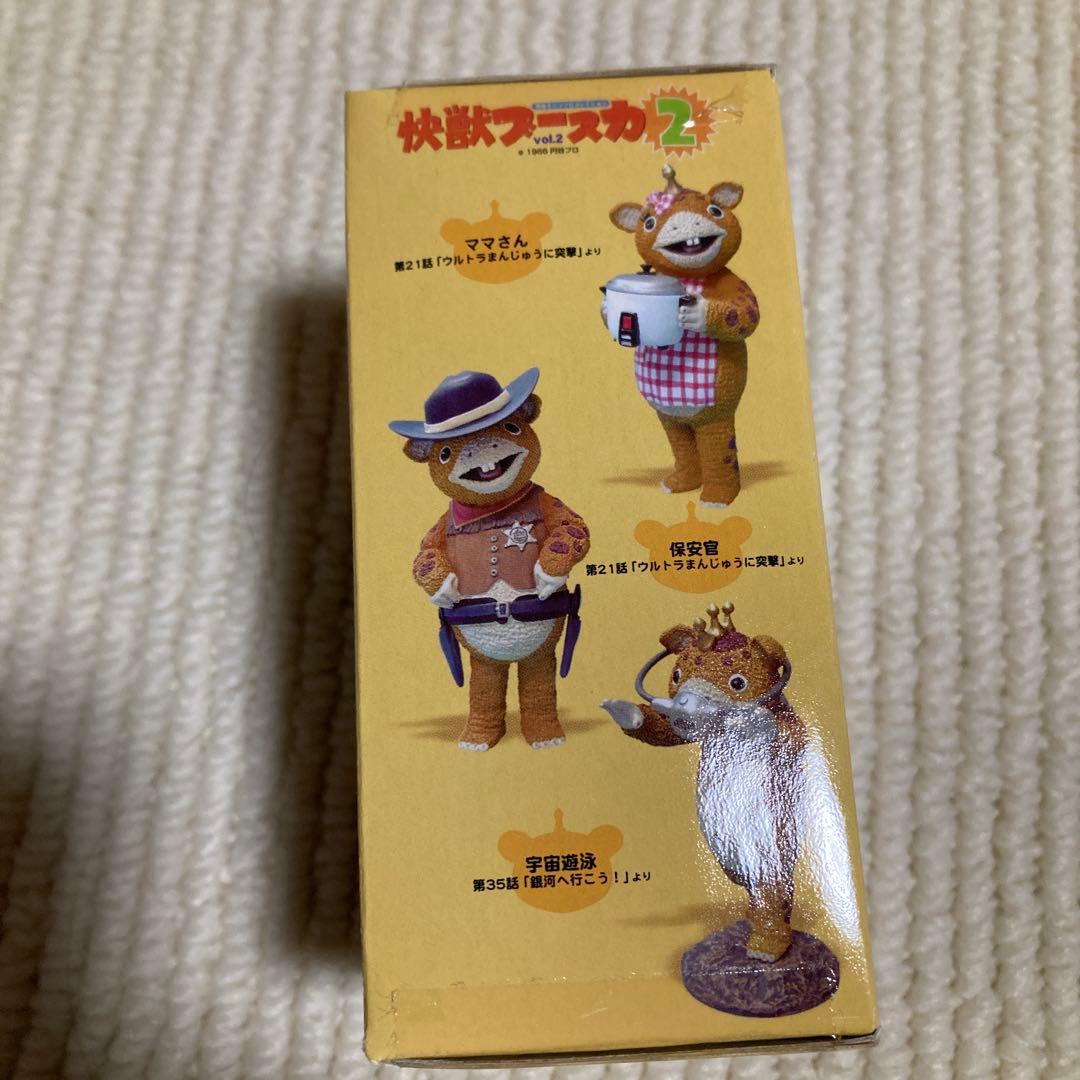 快獣ブースカ2
vol.2
© 1966 円谷プロ
ママさん
第21話「ウルトラまんじゅうに突撃」より
保安官
第21話「ウルトラまんじゅうに突撃」より
宇宙遊泳
第35話「銀河へ行こう!」より